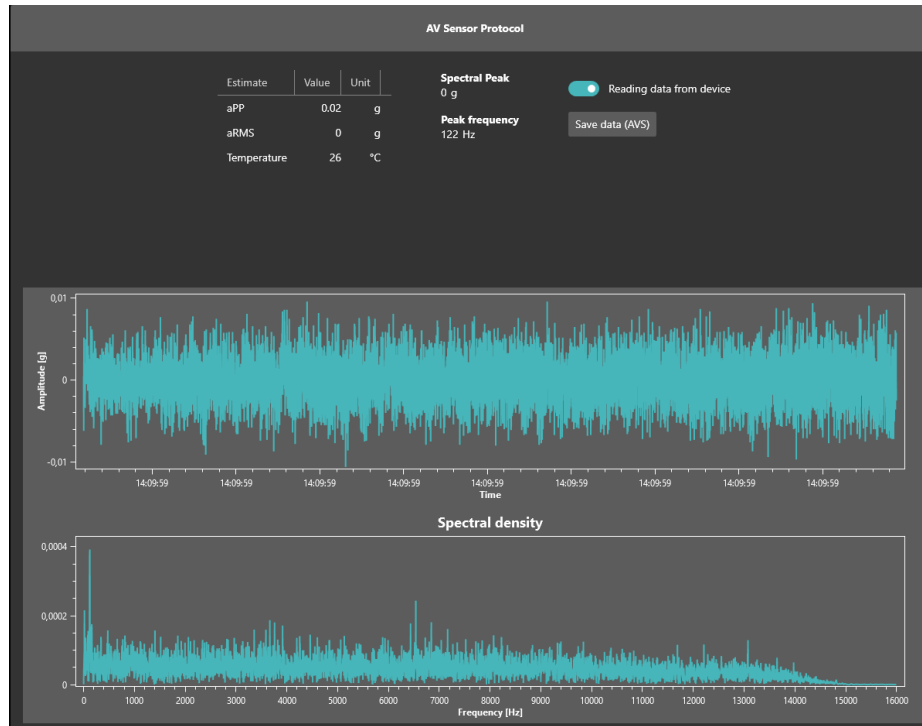 AV Sensor Protocol
Estimate Value Unit
aPP 0.02 g
aRMS 0 g
Temperature 26 °C
Spectral Peak
0 g
Peak frequency
122 Hz
Reading data from device
Save data (AVS)
0,01
0
-0,01
Amplitude [g]
14:09:59 14:09:59 14:09:59 14:09:59 14:09:59 14:09:59 14:09:59 14:09:59 14:09:59
Time
Spectral density
0,0004
0,0002
0
0 1000 2000 3000 4000 5000 6000 7000 8000 9000 10000 11000 12000 13000 14000 15000 16000
Frequency [Hz]